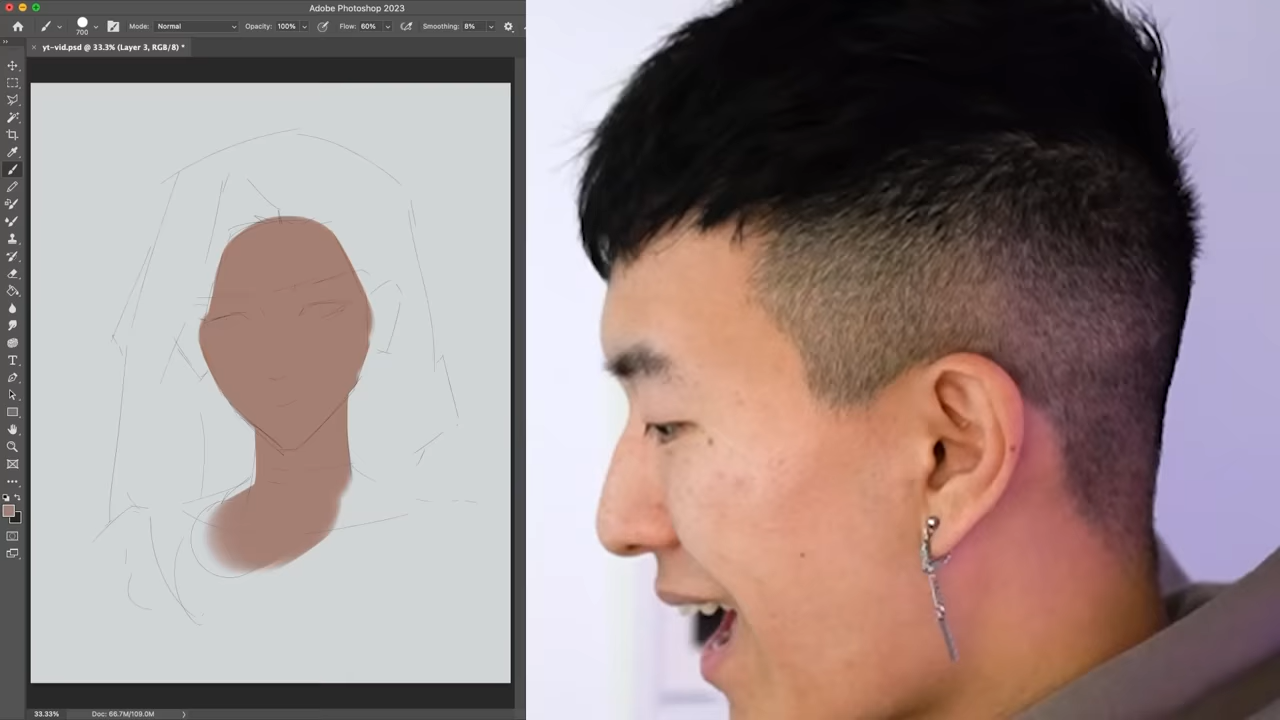 Adobe Photoshop 2023
700
Mode: Normal
Opacity: 100%
Flow: 60%
Smoothing: 8%
yt-vid.psd @ 33.3% (Layer 3, RGB/8) *
33.33%
Doc: 66.7M/109.0M